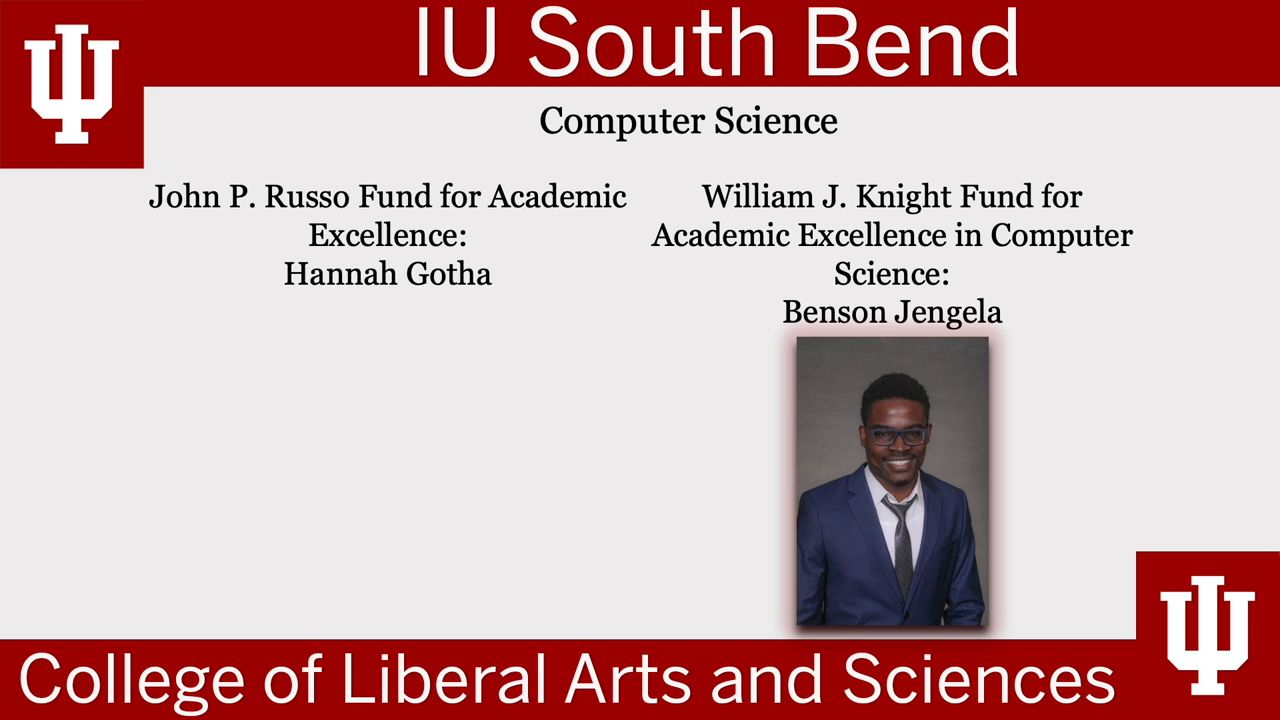 IU South Bend
Computer Science
John P. Russo Fund for Academic
Excellence:
Hannah Gotha
William J. Knight Fund for
Academic Excellence in Computer
Science:
Benson Jengela
College of Liberal Arts and Sciences